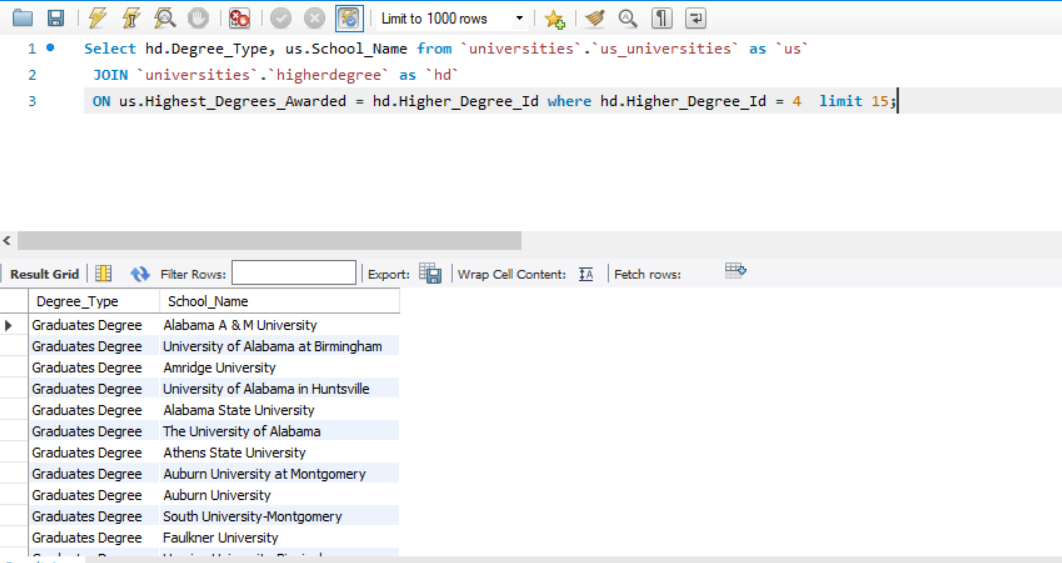 Limit to 1000 rows
1 Select hd.Degree_Type, us.School_Name from `universities`.`us_universities` as `us`
2 JOIN `universities`.`higherdegree` as `hd`
3 ON us.Highest_Degrees_Awarded = hd.Higher_Degree_Id where hd.Higher_Degree_Id = 4  limit 15;
Result Grid Filter Rows: Export: Wrap Cell Content: IA Fetch rows:
Degree_Type School_Name
Graduates Degree Alabama A & M University
Graduates Degree University of Alabama at Birmingham
Graduates Degree Amridge University
Graduates Degree University of Alabama in Huntsville
Graduates Degree Alabama State University
Graduates Degree The University of Alabama
Graduates Degree Athens State University
Graduates Degree Auburn University at Montgomery
Graduates Degree Auburn University
Graduates Degree South University-Montgomery
Graduates Degree Faulkner University